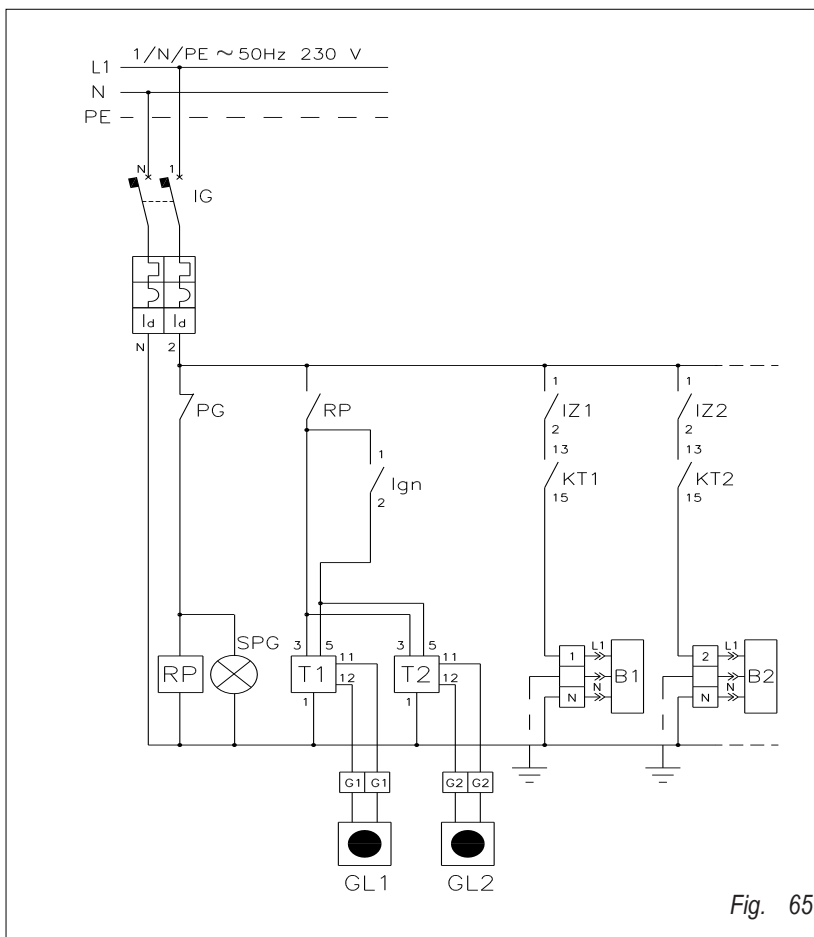 1/N/PE ~ 50Hz 230 V
L1
N
PE
N 1
IG
Id Id
N 2
1 1
PG RP IZ1 IZ2
2 2
1 13 13
Ign KT1 KT2
2 15 15
SPG
3 5 3 5
L1 L1
1 2
RP T1 11 T2 11 B1 B2
12 12
N N
N N
1 1
G1 G1 G2 G2
GL1 GL2
Fig. 65